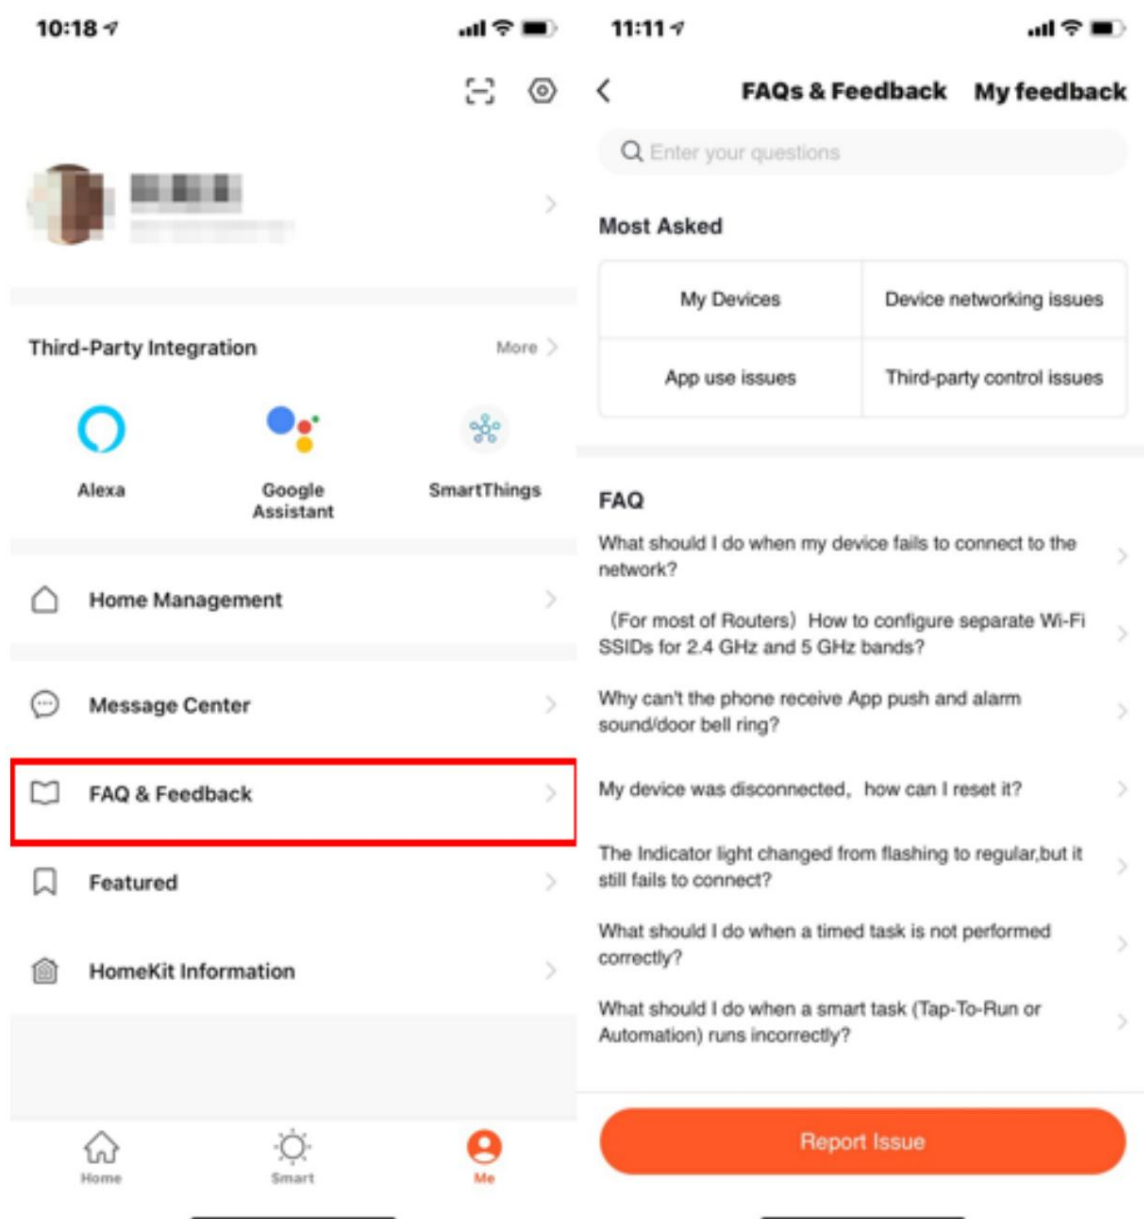 10:18
Third-Party Integration
More
Alexa
Google
Assistant
SmartThings
Home Management
Message Center
FAQ & Feedback
Featured
HomeKit Information
Home
Smart
Me
11:11
FAQs & Feedback
My feedback
Enter your questions
Most Asked
My Devices
Device networking issues
App use issues
Third-party control issues
FAQ
What should I do when my device fails to connect to the
network?
（For most of Routers）How to configure separate Wi-Fi
SSIDs for 2.4 GHz and 5 GHz bands?
Why can't the phone receive App push and alarm
sound/door bell ring?
My device was disconnected，how can I reset it?
The Indicator light changed from flashing to regular,but it
still fails to connect?
What should I do when a timed task is not performed
correctly?
What should I do when a smart task (Tap-To-Run or
Automation) runs incorrectly?
Report Issue